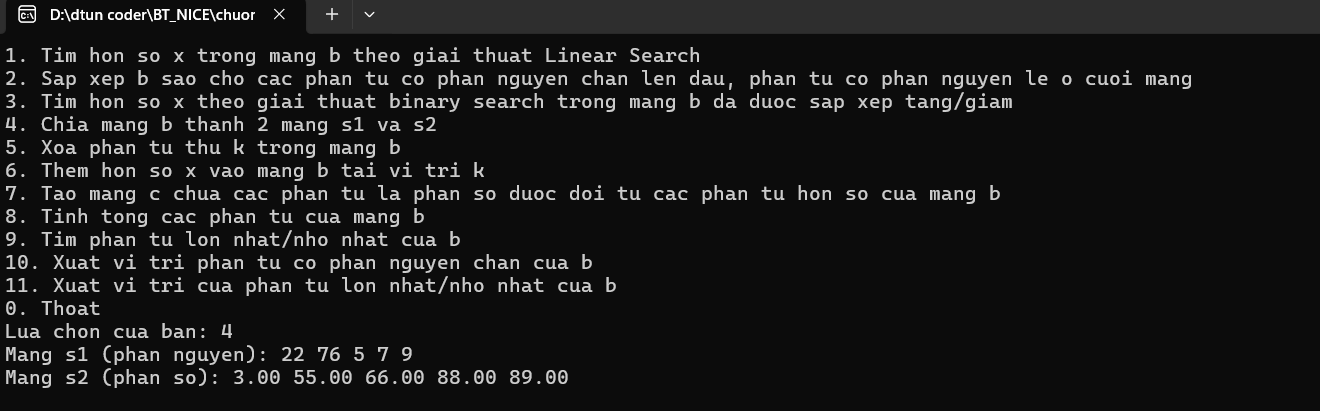 D:\dtun coder\BT_NICE\chuor
1. Tim hon so x trong mang b theo giai thuat Linear Search
2. Sap xep b sao cho cac phan tu co phan nguyen chan len dau, phan tu co phan nguyen le o cuoi mang
3. Tim hon so x theo giai thuat binary search trong mang b da duoc sap xep tang/giam
4. Chia mang b thanh 2 mang s1 va s2
5. Xoa phan tu thu k trong mang b
6. Them hon so x vao mang b tai vi tri k
7. Tao mang c chua cac phan tu la phan so duoc doi tu cac phan tu hon so cua mang b
8. Tinh tong cac phan tu cua mang b
9. Tim phan tu lon nhat/nho nhat cua b
10. Xuat vi tri phan tu co phan nguyen chan cua b
11. Xuat vi tri cua phan tu lon nhat/nho nhat cua b
0. Thoat
Lua chon cua ban: 4
Mang s1 (phan nguyen): 22 76 5 7 9
Mang s2 (phan so): 3.00 55.00 66.00 88.00 89.00